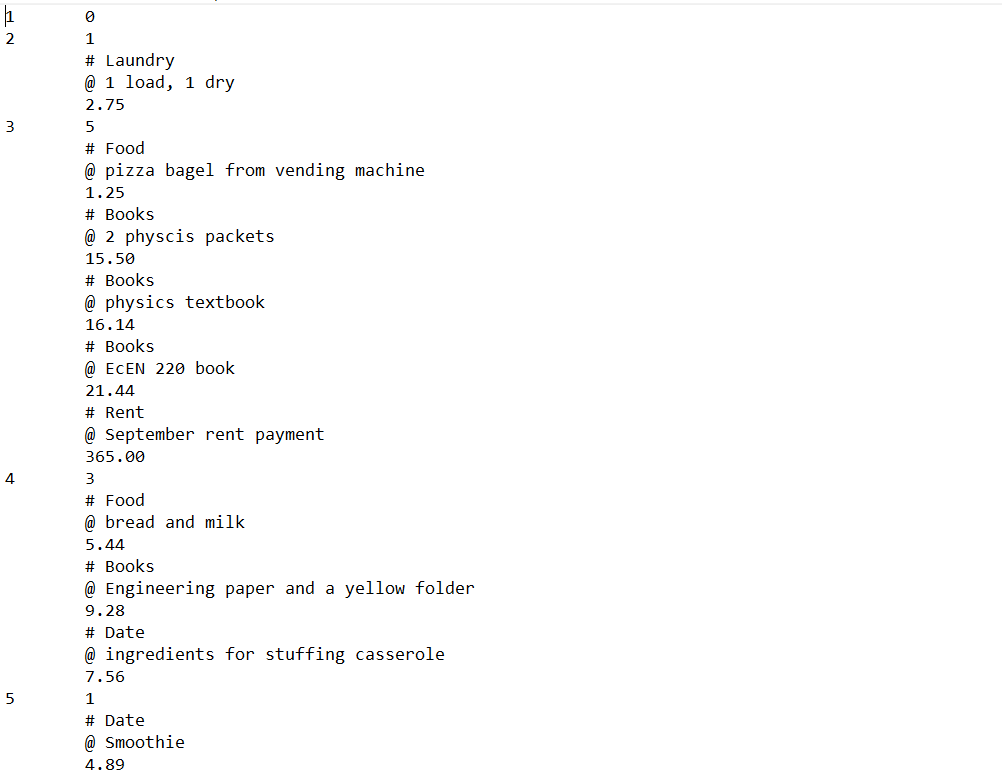 1 0
2 1
# Laundry
@ 1 load, 1 dry
2.75
3 5
# Food
@ pizza bagel from vending machine
1.25
# Books
@ 2 physcis packets
15.50
# Books
@ physics textbook
16.14
# Books
@ EcEN 220 book
21.44
# Rent
@ September rent payment
365.00
4 3
# Food
@ bread and milk
5.44
# Books
@ Engineering paper and a yellow folder
9.28
# Date
@ ingredients for stuffing casserole
7.56
5 1
# Date
@ Smoothie
4.89